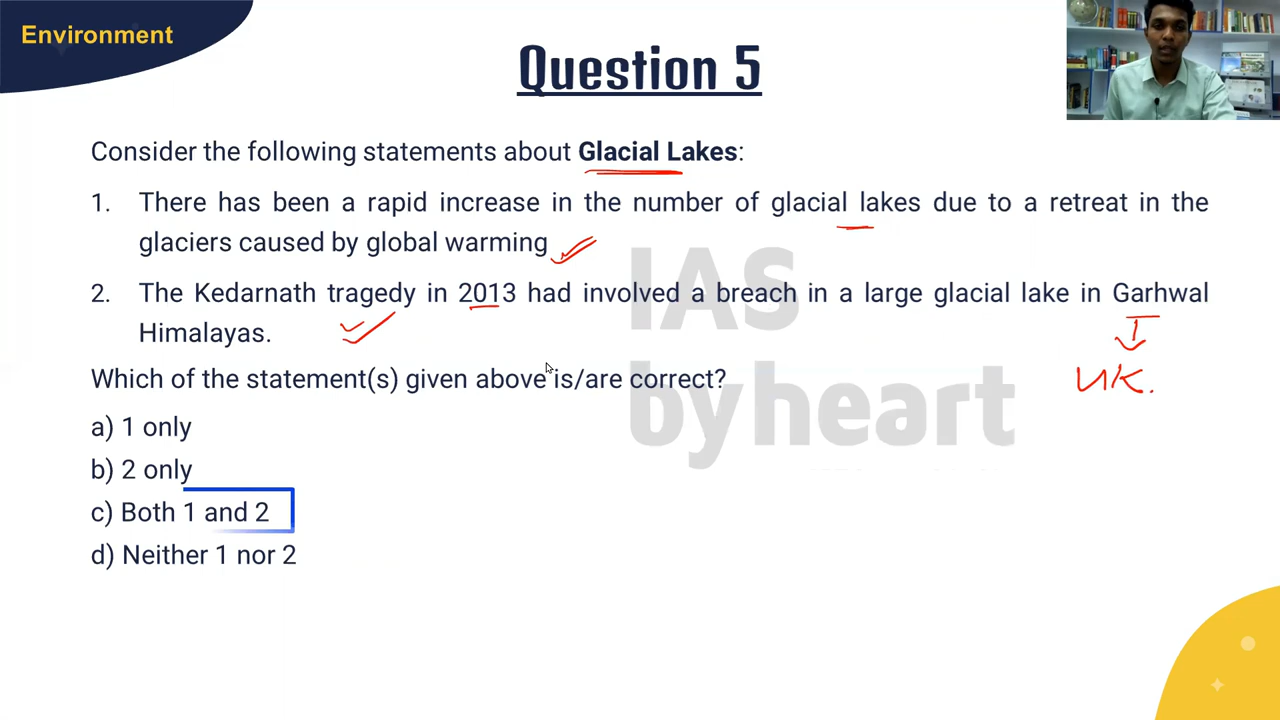 Environment
Question 5
Consider the following statements about Glacial Lakes:
1. There has been a rapid increase in the number of glacial lakes due to a retreat in the
glaciers caused by global warming
2. The Kedarnath tragedy in 2013 had involved a breach in a large glacial lake in Garhwal
Himalayas.
UK.
Which of the statement(s) given above is/are correct?
a) 1 only
b) 2 only
c) Both 1 and 2
d) Neither 1 nor 2
IAS
byheart